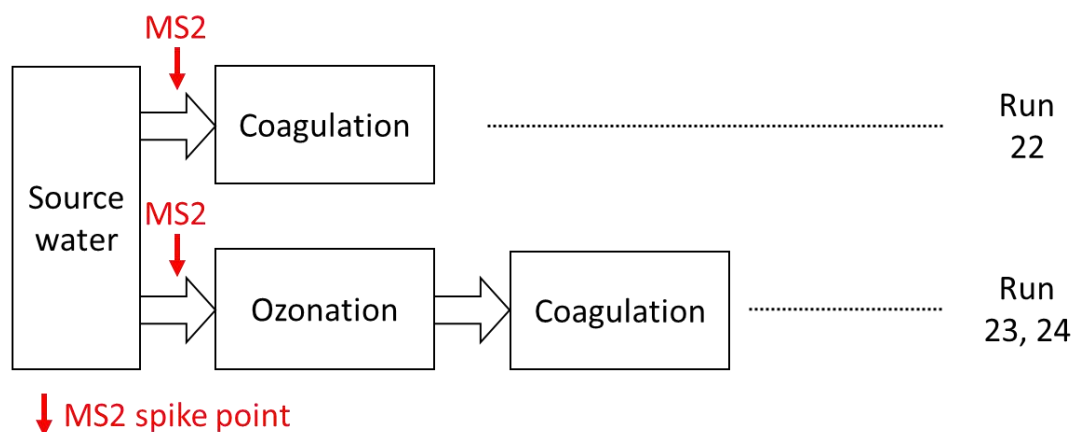 MS2
Coagulation
Run
22
Source
water
MS2
Ozonation
Coagulation
Run
23, 24
MS2 spike point